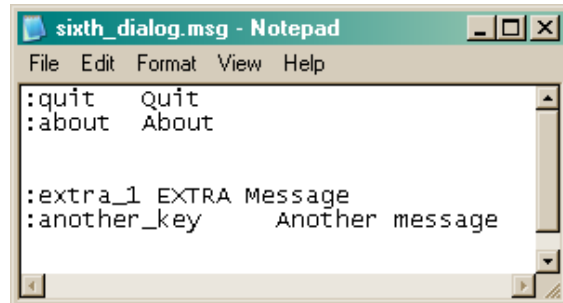 sixth_dialog.msg - Notepad
File Edit Format View Help
:quit Quit
:about About
:extra_1 EXTRA Message
:another_key Another message